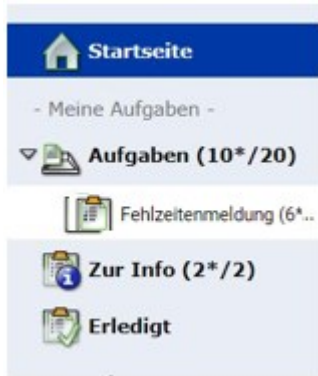 Startseite
- Meine Aufgaben -
Aufgaben (10*/20)
Fehlzeitenmeldung (6*...
Zur Info (2*/2)
Erledigt